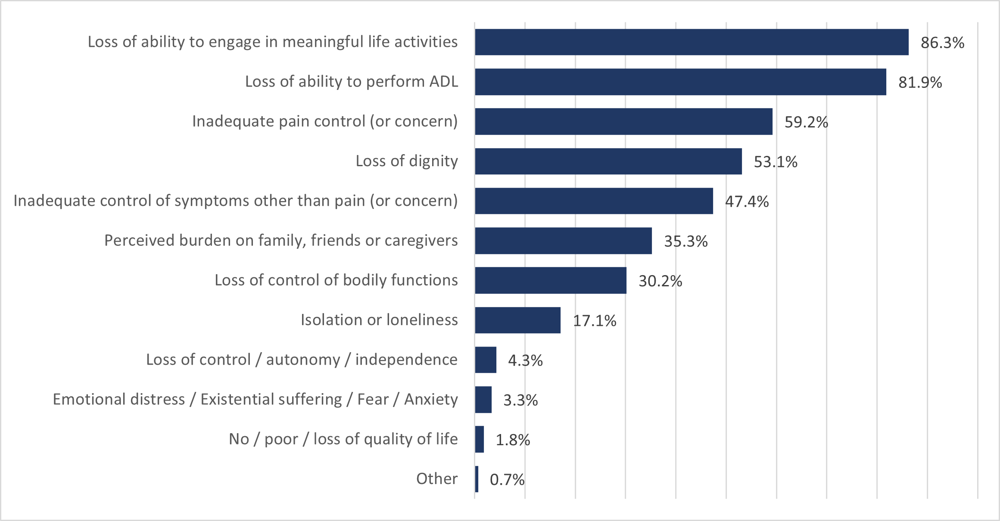 Loss of ability to engage in meaningful life activities 86.3%
Loss of ability to perform ADL 81.9%
Inadequate pain control (or concern) 59.2%
Loss of dignity 53.1%
Inadequate control of symptoms other than pain (or concern) 47.4%
Perceived burden on family, friends or caregivers 35.3%
Loss of control of bodily functions 30.2%
Isolation or loneliness 17.1%
Loss of control / autonomy / independence 4.3%
Emotional distress / Existential suffering / Fear / Anxiety 3.3%
No / poor / loss of quality of life 1.8%
Other 0.7%